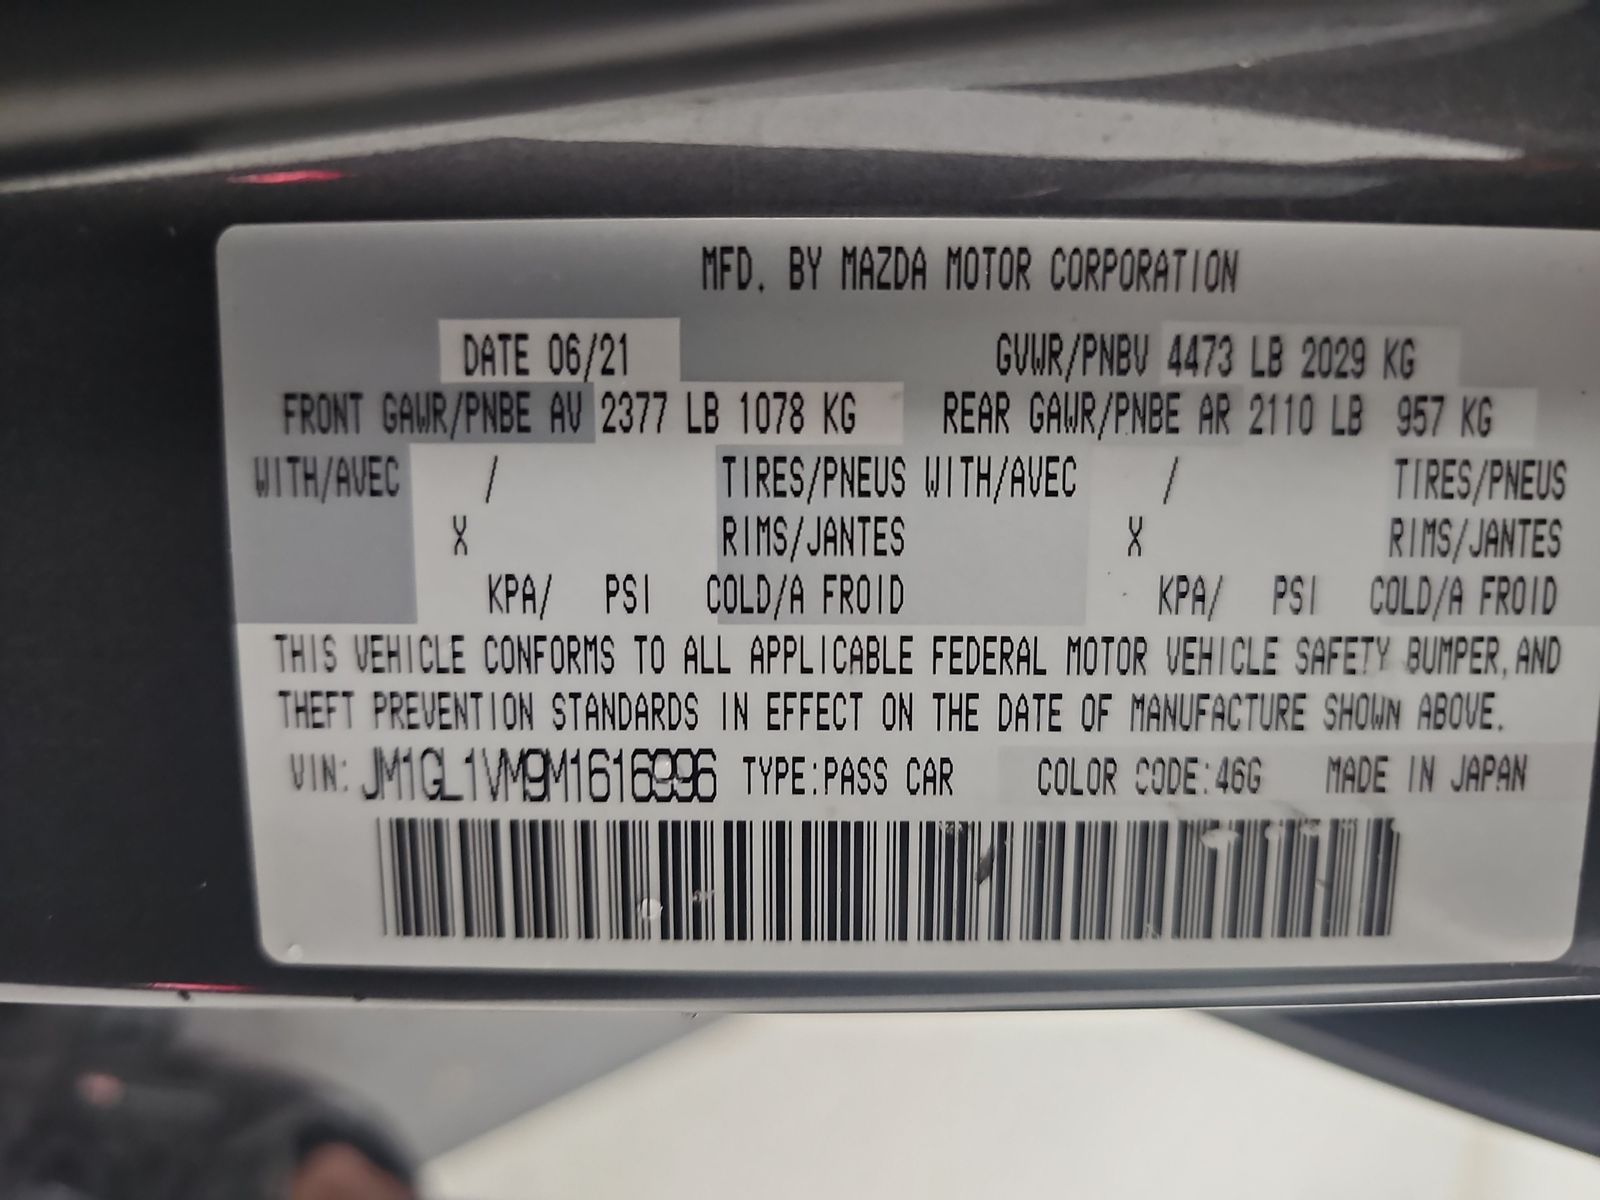 MFD. BY MAZDA MOTOR CORPORATION
DATE 06/21 GVWR/PNBV 4473 LB 2029 KG
FRONT GAWR/PNBE AV 2377 LB 1078 KG REAR GAWR/PNBE AR 2110 LB 957 KG
WITH/AVEC / TIRES/PNEUS WITH/AVEC / TIRES/PNEUS
X RIMS/JANTES X RIMS/JANTES
KPA/ PSI COLD/A FROID KPA/ PSI COLD/A FROID
THIS VEHICLE CONFORMS TO ALL APPLICABLE FEDERAL MOTOR VEHICLE SAFETY BUMPER, AND
THEFT PREVENTION STANDARDS IN EFFECT ON THE DATE OF MANUFACTURE SHOWN ABOVE.
VIN: JM1GL1VM9M1616996 TYPE:PASS CAR COLOR CODE:46G MADE IN JAPAN